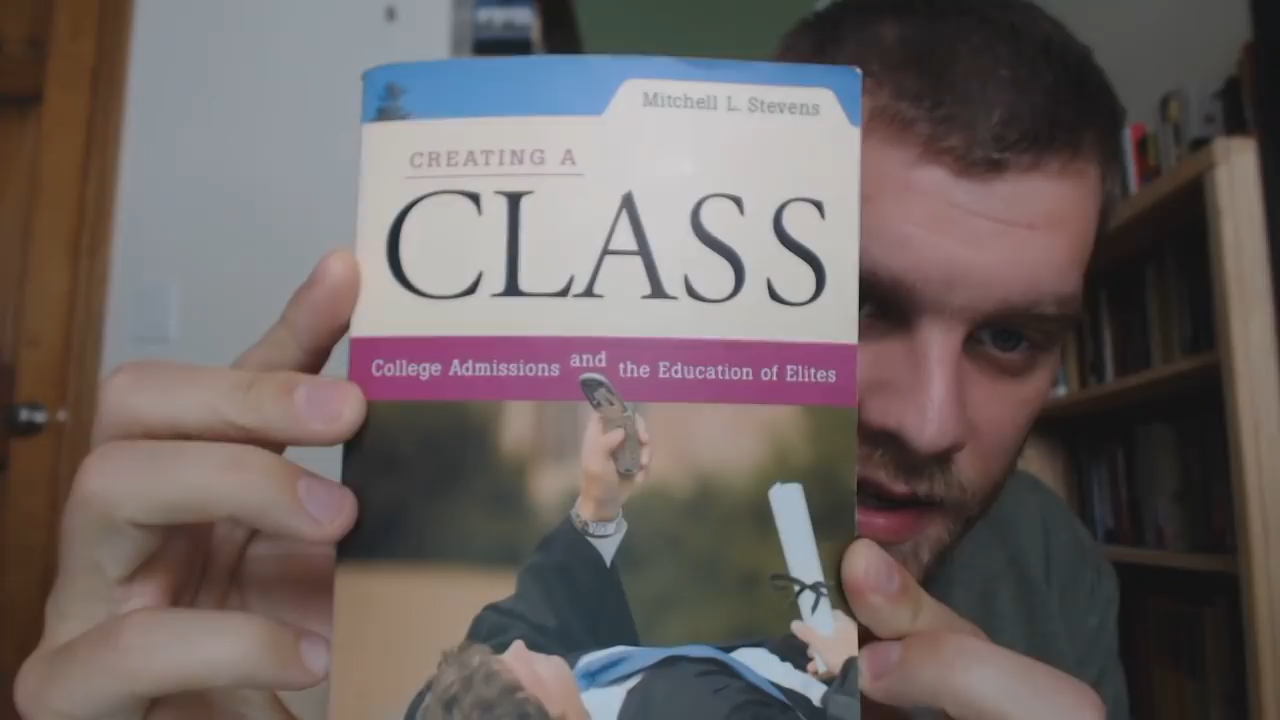 Mitchell L. Stevens
CREATING A
CLASS
College Admissions and the Education of Elites